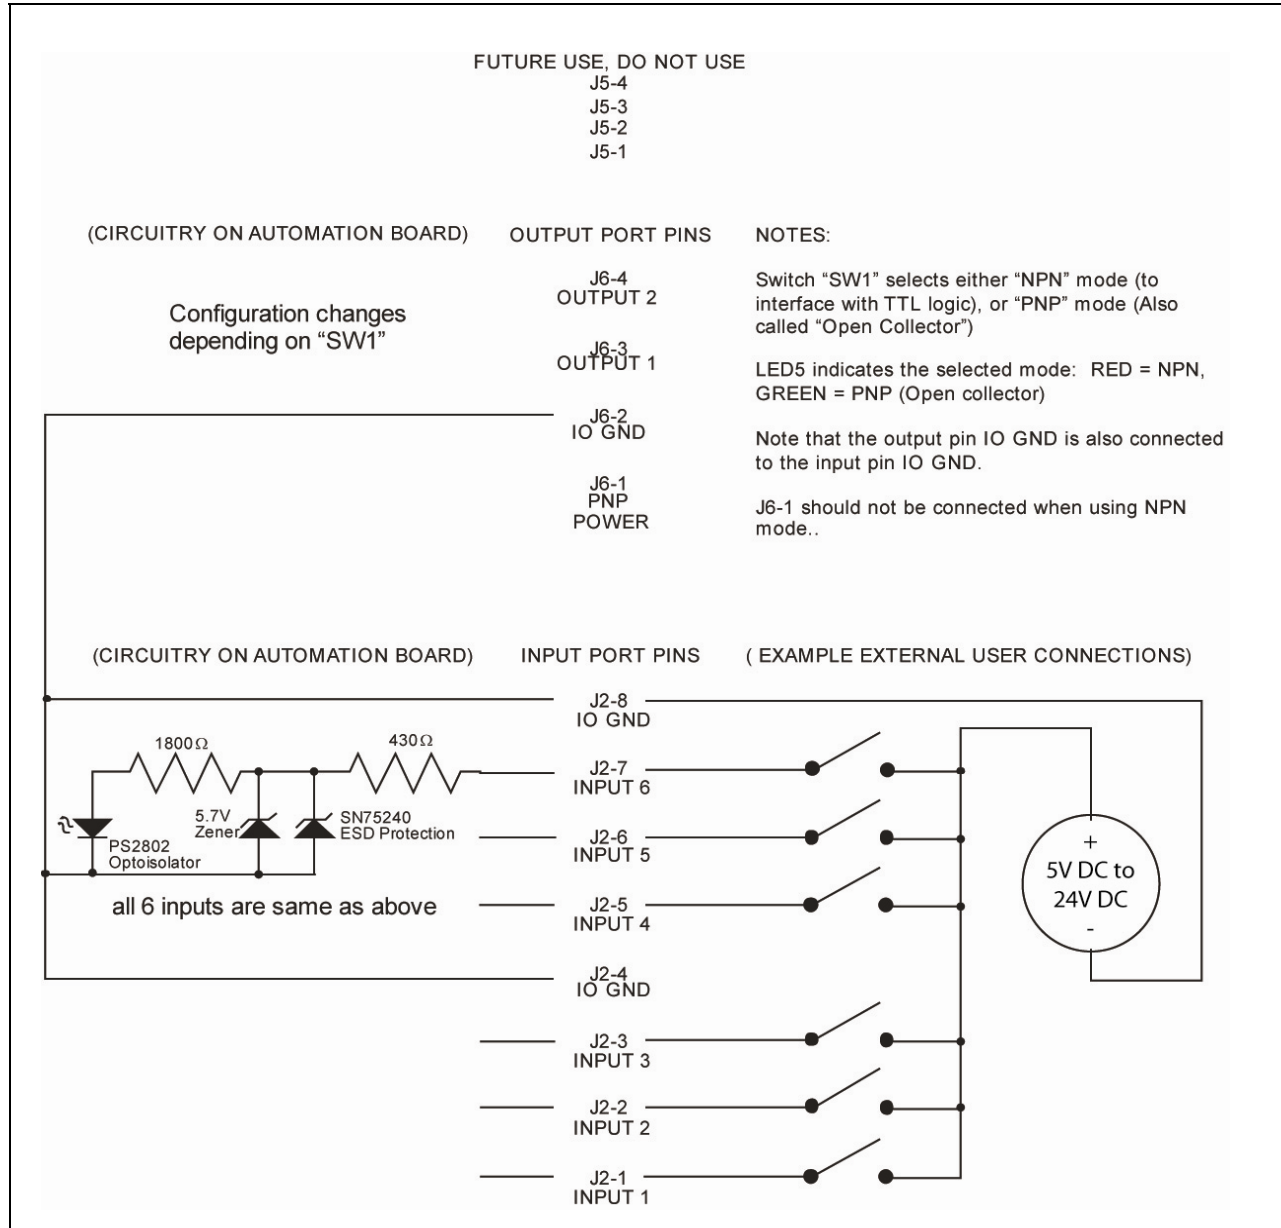 FUTURE USE, DO NOT USE
J5-4
J5-3
J5-2
J5-1
(CIRCUITRY ON AUTOMATION BOARD)
OUTPUT PORT PINS
NOTES:
Configuration changes
depending on “SW1”
J6-4
OUTPUT 2
J6-3
OUTPUT 1
J6-2
IO GND
J6-1
PNP
POWER
Switch “SW1” selects either “NPN” mode (to
interface with TTL logic), or “PNP” mode (Also
called “Open Collector”)
LED5 indicates the selected mode: RED = NPN,
GREEN = PNP (Open collector)
Note that the output pin IO GND is also connected
to the input pin IO GND.
J6-1 should not be connected when using NPN
mode..
(CIRCUITRY ON AUTOMATION BOARD)
INPUT PORT PINS
( EXAMPLE EXTERNAL USER CONNECTIONS)
J2-8
IO GND
1800Ω
430Ω
J2-7
INPUT 6
5.7V
Zener
SN75240
ESD Protection
PS2802
Optoisolator
J2-6
INPUT 5
+
5V DC to
24V DC
-
all 6 inputs are same as above
J2-5
INPUT 4
J2-4
IO GND
J2-3
INPUT 3
J2-2
INPUT 2
J2-1
INPUT 1